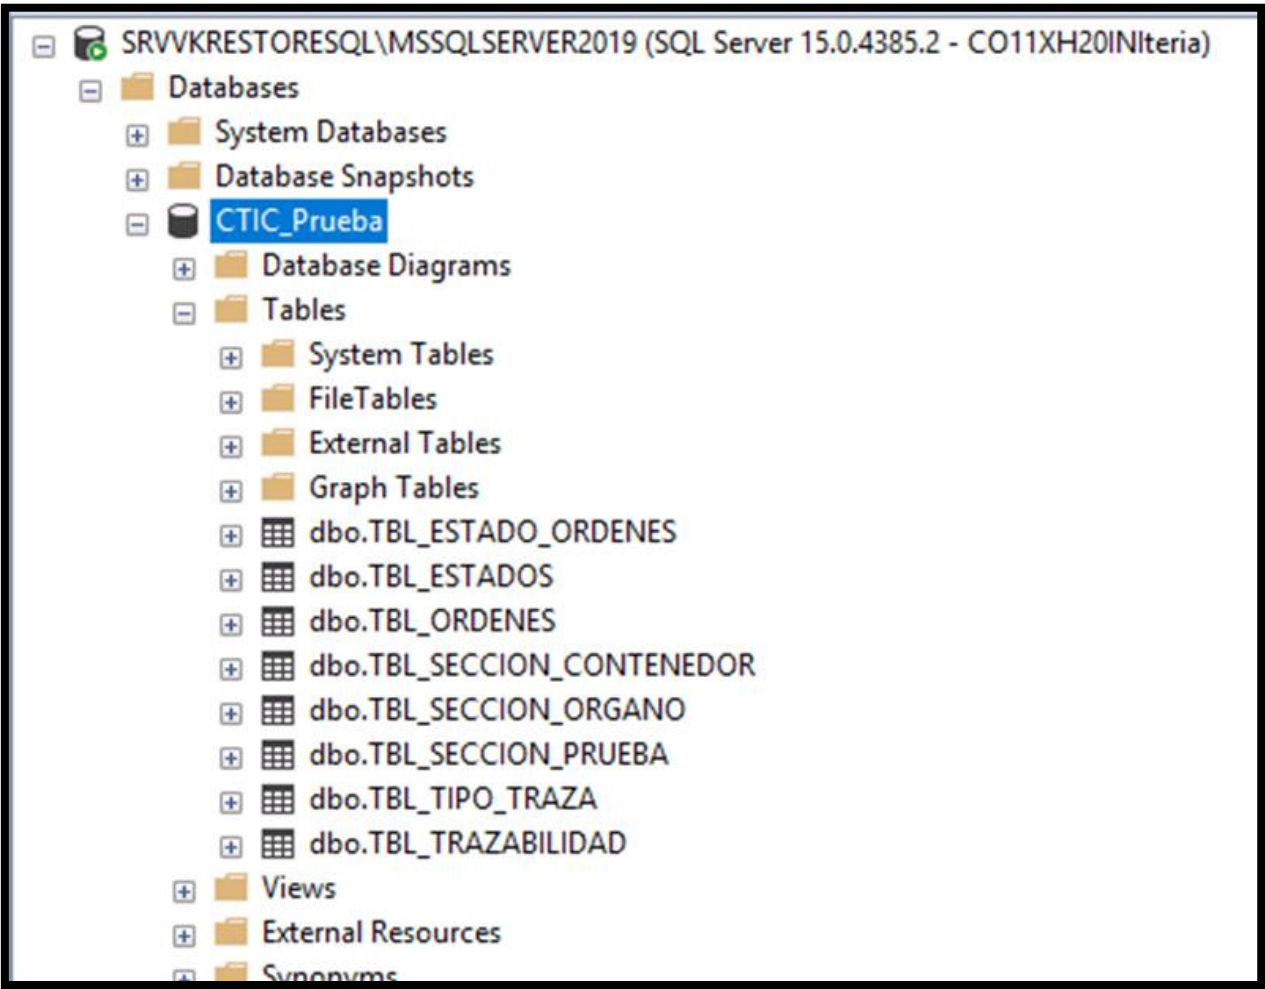 SRVVKRESTORESQL\MSSQLSERVER2019 (SQL Server 15.0.4385.2 - CO11XH20INIteria)
Databases
System Databases
Database Snapshots
CTIC_Prueba
Database Diagrams
Tables
System Tables
FileTables
External Tables
Graph Tables
dbo.TBL_ESTADO_ORDENES
dbo.TBL_ESTADOS
dbo.TBL_ORDENES
dbo.TBL_SECCION_CONTENEDOR
dbo.TBL_SECCION_ORGANO
dbo.TBL_SECCION_PRUEBA
dbo.TBL_TIPO_TRAZA
dbo.TBL_TRAZABILIDAD
Views
External Resources
Synonyms